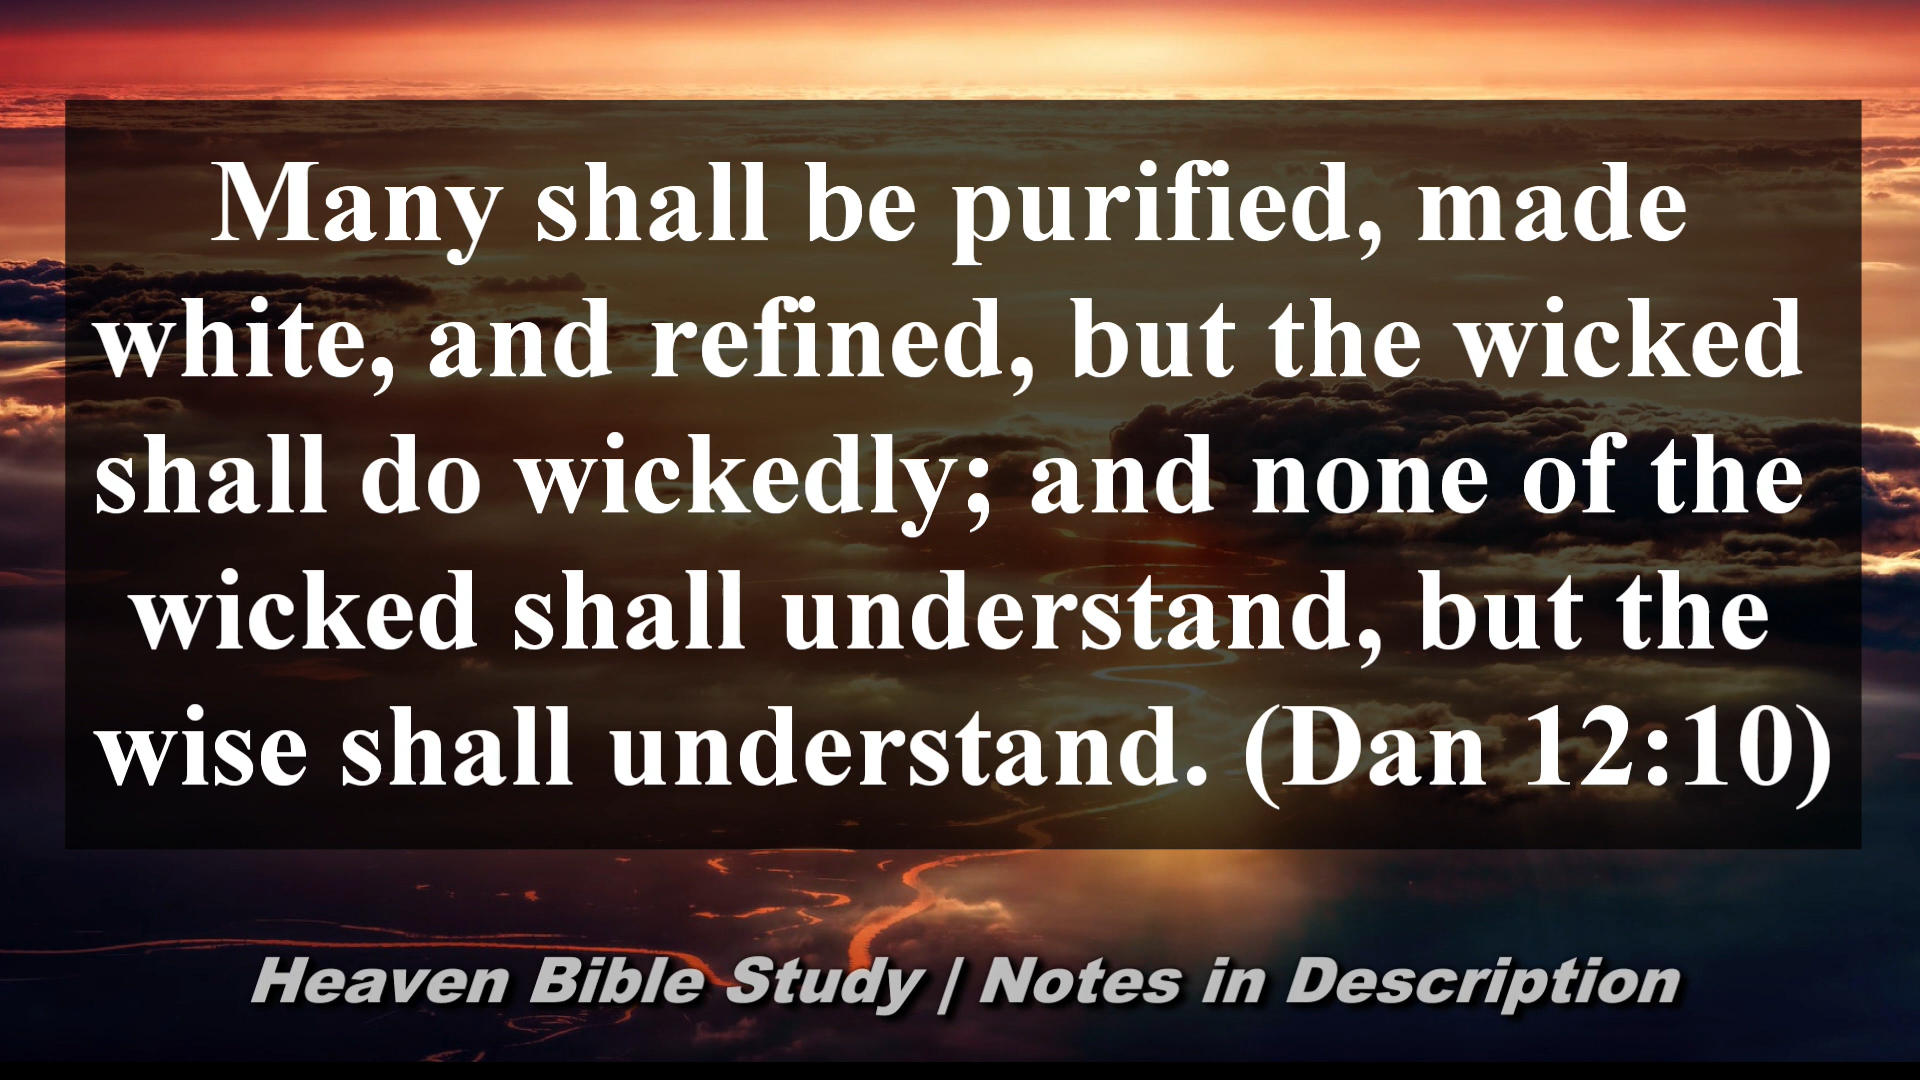 Many shall be purified, made
white, and refined, but the wicked
shall do wickedly; and none of the
wicked shall understand, but the
wise shall understand. (Dan 12:10)
Heaven Bible Study | Notes in Description